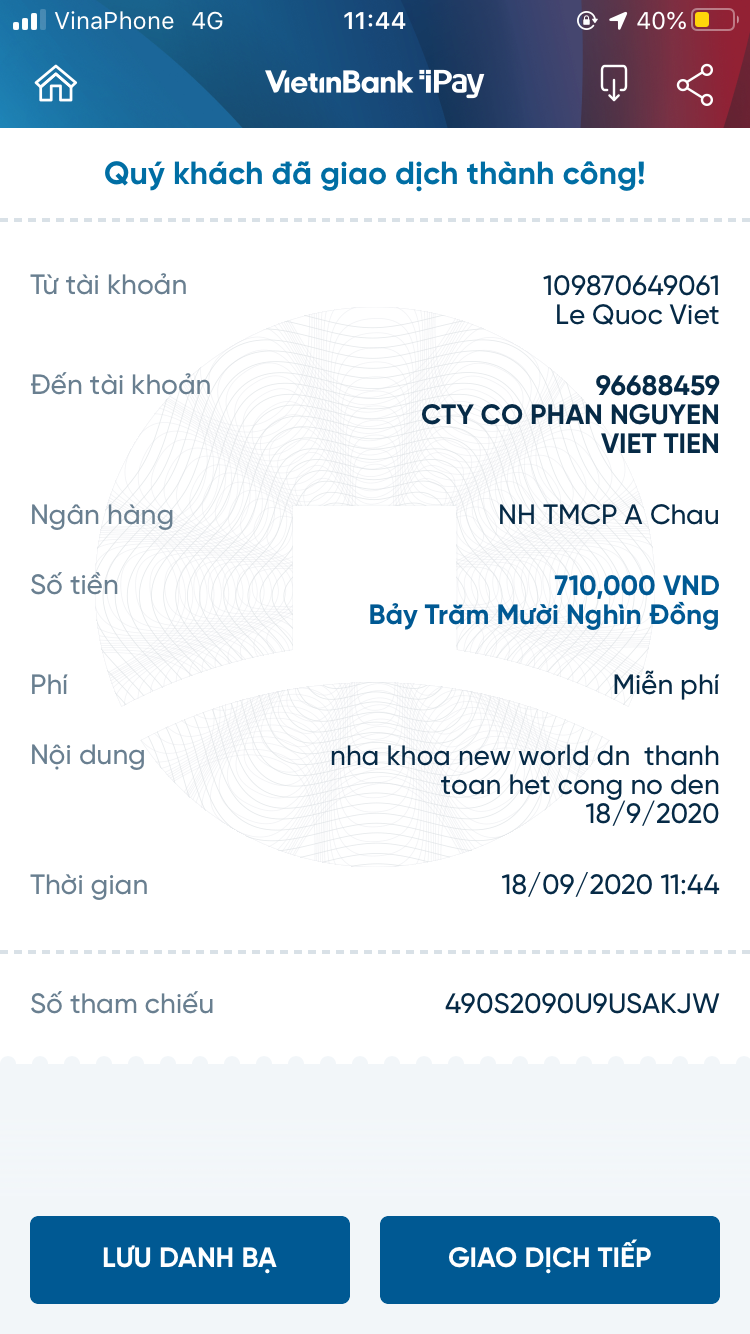 VinaPhone 4G 11:44 40%
VietinBank iPay
Quý khách đã giao dịch thành công!
Từ tài khoản 109870649061
Le Quoc Viet
Đến tài khoản 96688459
CTY CO PHAN NGUYEN
VIET TIEN
Ngân hàng NH TMCP A Chau
Số tiền 710,000 VND
Bảy Trăm Mười Nghìn Đồng
Phí Miễn phí
Nội dung nha khoa new world dn thanh
toan het cong no den
18/9/2020
Thời gian 18/09/2020 11:44
Số tham chiếu 490S2090U9USAKJW
LƯU DANH BẠ GIAO DỊCH TIẾP